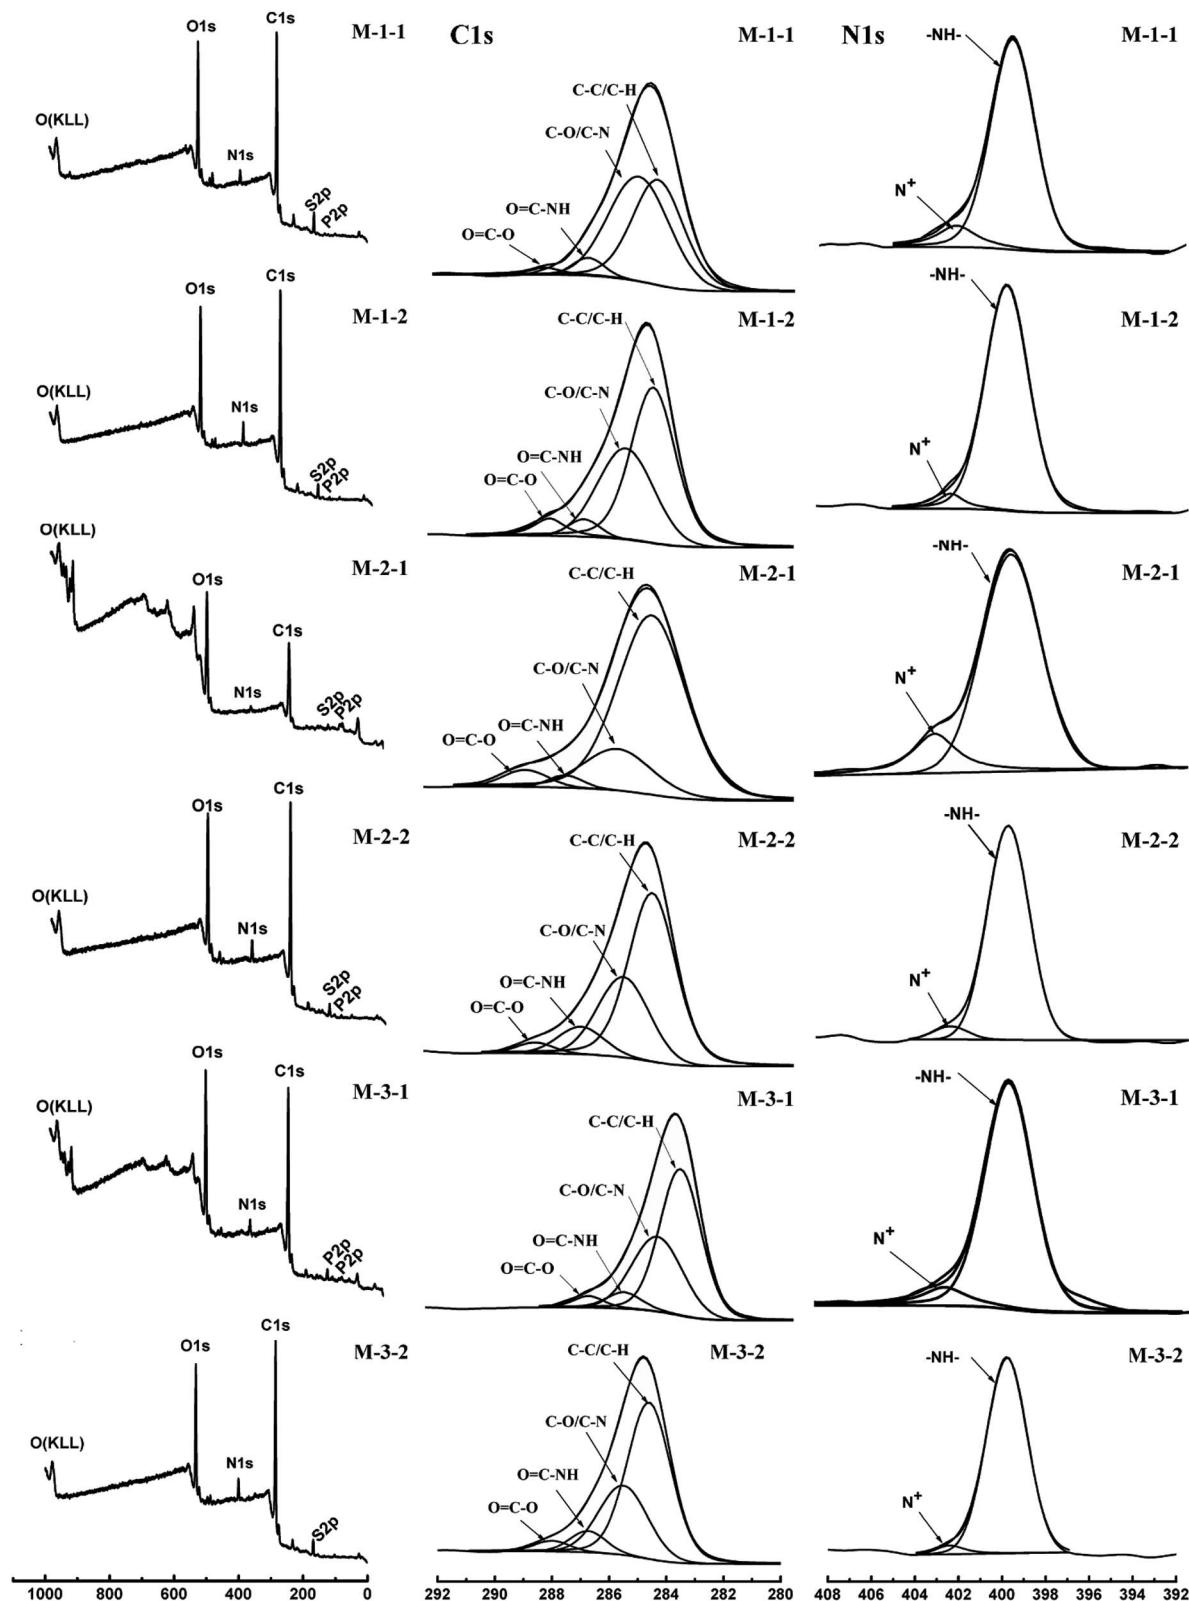 O1s
C1s
M-1-1
O(KLL)
N1s
S2p
P2p
C1s
M-1-1
C-C/C-H
C-O/C-N
O=C-NH
O=C-O
N1s
-NH-
M-1-1
N+
O1s
C1s
M-1-2
O(KLL)
N1s
S2p
P2p
C-C/C-H
M-1-2
C-O/C-N
O=C-NH
O=C-O
-NH-
M-1-2
N+
O(KLL)
O1s
M-2-1
C1s
N1s
S2p
P2p
C-C/C-H
M-2-1
C-O/C-N
O=C-NH
O=C-O
-NH-
M-2-1
N+
O1s
C1s
M-2-2
O(KLL)
N1s
S2p
P2p
C-C/C-H
M-2-2
C-O/C-N
O=C-NH
O=C-O
-NH-
M-2-2
N+
O1s
C1s
M-3-1
O(KLL)
N1s
P2p
P2p
C-C/C-H
M-3-1
C-O/C-N
O=C-NH
O=C-O
-NH-
M-3-1
N+
O1s
C1s
M-3-2
O(KLL)
N1s
S2p
C-C/C-H
M-3-2
C-O/C-N
O=C-NH
O=C-O
-NH-
M-3-2
N+
1000 800 600 400 200 0
292 290 288 286 284 282 280
408 406 404 402 400 398 396 394 392